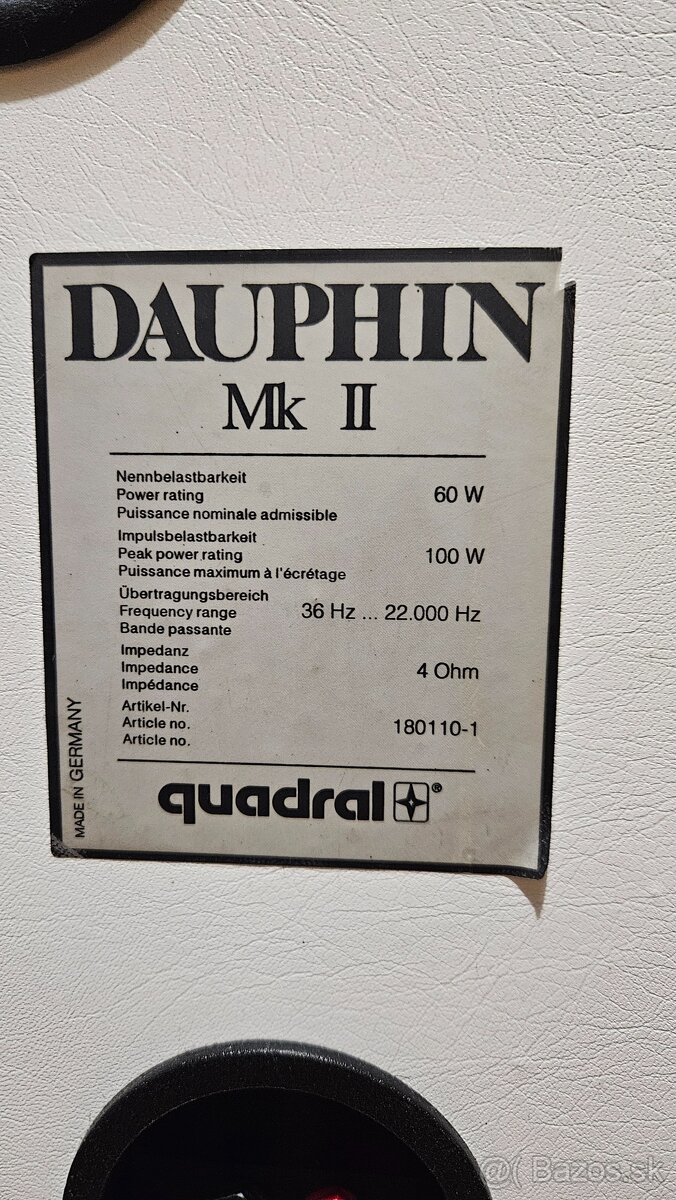 DAUPHIN
Mk II
Nennbelastbarkeit
Power rating 60 W
Puissance nominale admissible
Impulsbelastbarkeit
Peak power rating 100 W
Puissance maximum à l'écrétage
Übertragungsbereich
Frequency range 36 Hz ... 22.000 Hz
Bande passante
Impedanz
Impedance 4 Ohm
Impédance
Artikel-Nr.
Article no. 180110-1
Article no.
MADE IN GERMANY
quadral®
@( Bazos.sk